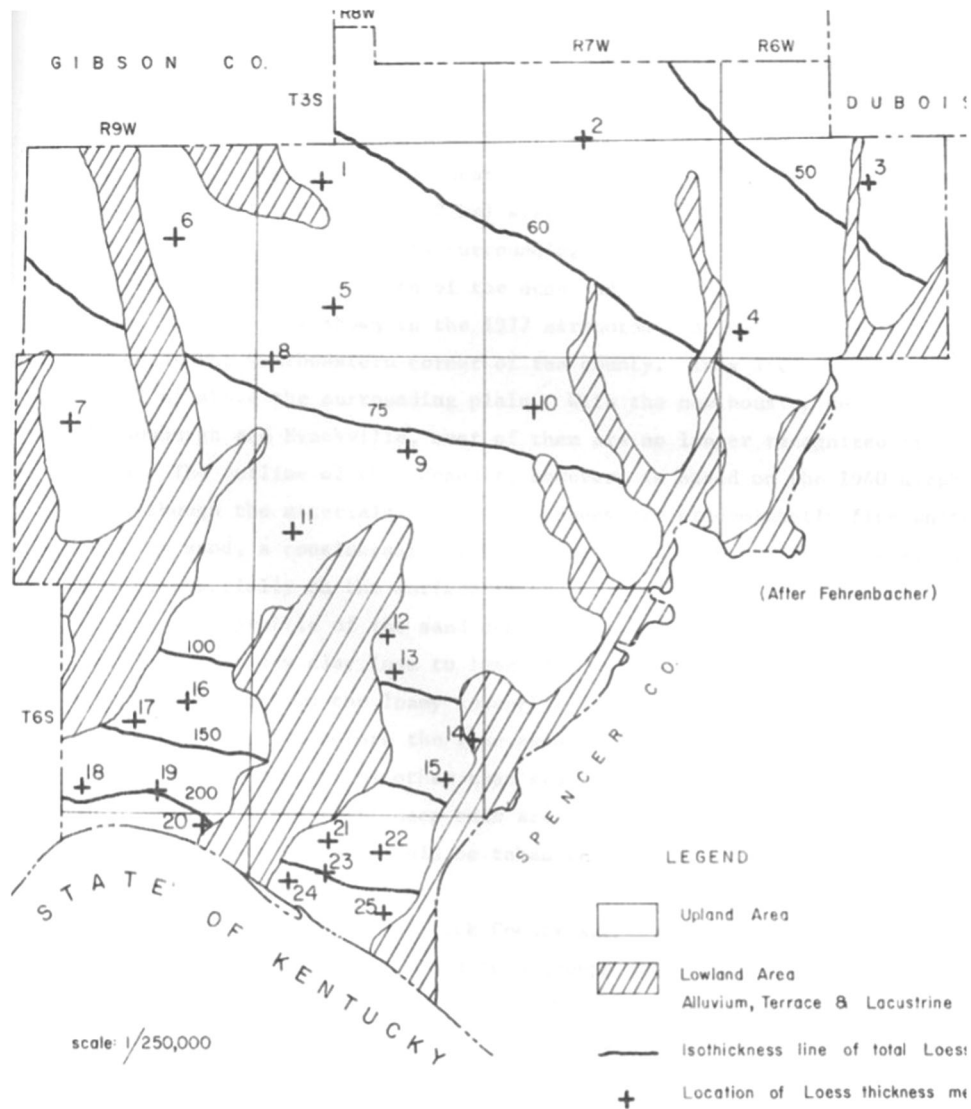 R8W
R7W
R6W
GIBSON CO.
T3S
DUBOIS
R9W
2
1
50
3
6
60
5
4
8
7
10
75
9
11
(After Fehrenbacher)
12
100
13
16
T6S
17
14
150
SPENCER CO.
15
18
19
200
20
21
22
23
24
25
LEGEND
STATE OF KENTUCKY
Upland Area
Lowland Area
Alluvium, Terrace & Lacustrine
scale: 1/250,000
Isothickness line of total Loes
Location of Loess thickness me